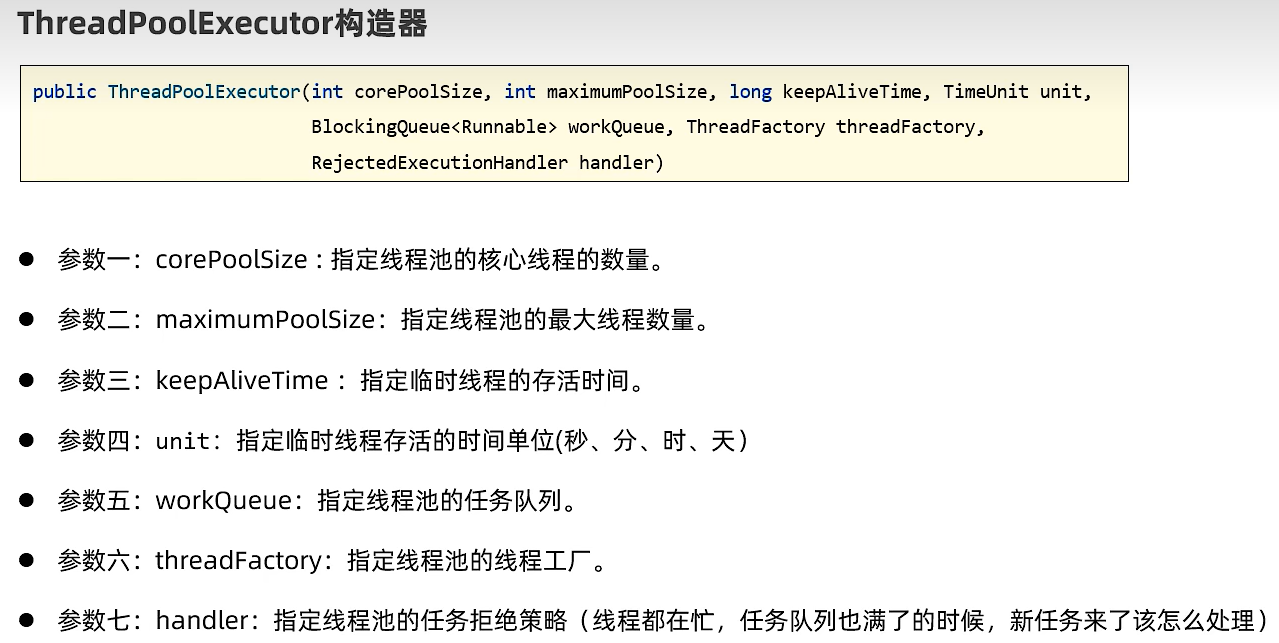 ThreadPoolExecutor构造器
public ThreadPoolExecutor(int corePoolSize, int maximumPoolSize, long keepAliveTime, TimeUnit unit,
BlockingQueue<Runnable> workQueue, ThreadFactory threadFactory,
RejectedExecutionHandler handler)
● 参数一：corePoolSize : 指定线程池的核心线程的数量。
● 参数二：maximumPoolSize：指定线程池的最大线程数量。
● 参数三：keepAliveTime ：指定临时线程的存活时间。
● 参数四：unit：指定临时线程存活的时间单位(秒、分、时、天）
● 参数五：workQueue：指定线程池的任务队列。
● 参数六：threadFactory：指定线程池的线程工厂。
● 参数七：handler：指定线程池的任务拒绝策略（线程都在忙，任务队列也满了的时候，新任务来了该怎么处理）